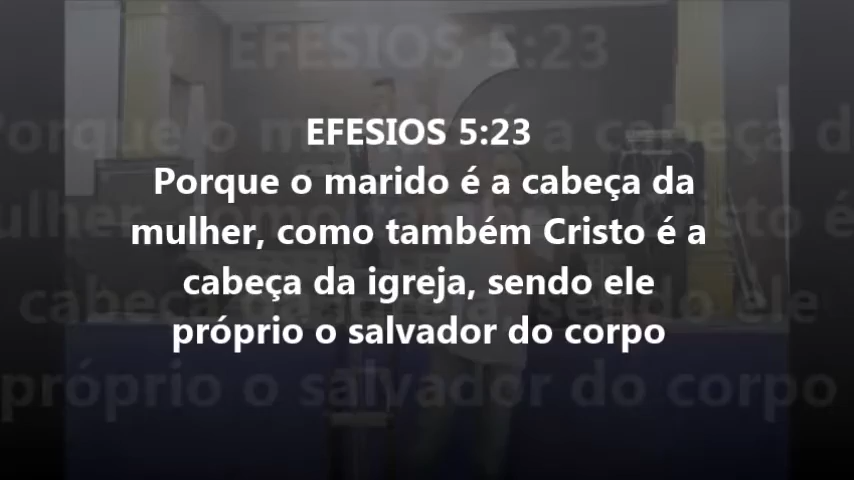 EFESIOS 5:23
Porque o marido é a cabeça da
mulher, como também Cristo é a
cabeça da igreja, sendo ele
próprio o salvador do corpo